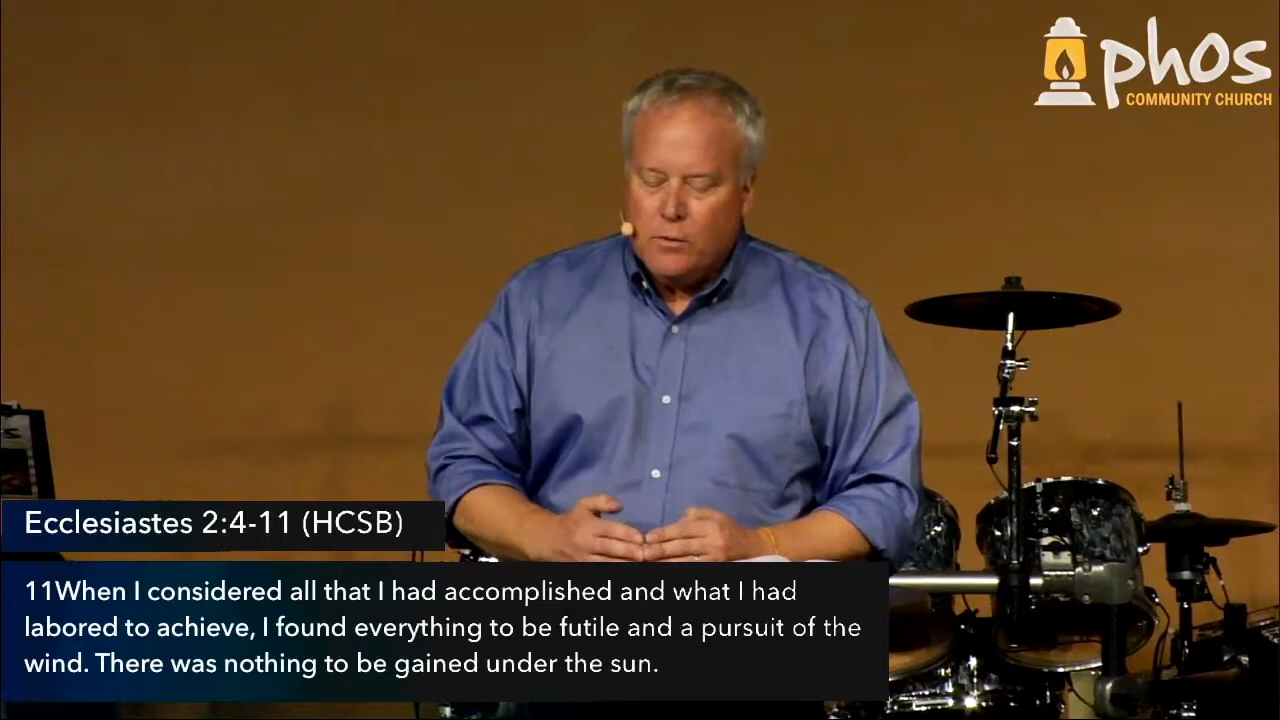 phos
COMMUNITY CHURCH
Ecclesiastes 2:4-11 (HCSB)
11When I considered all that I had accomplished and what I had
labored to achieve, I found everything to be futile and a pursuit of the
wind. There was nothing to be gained under the sun.